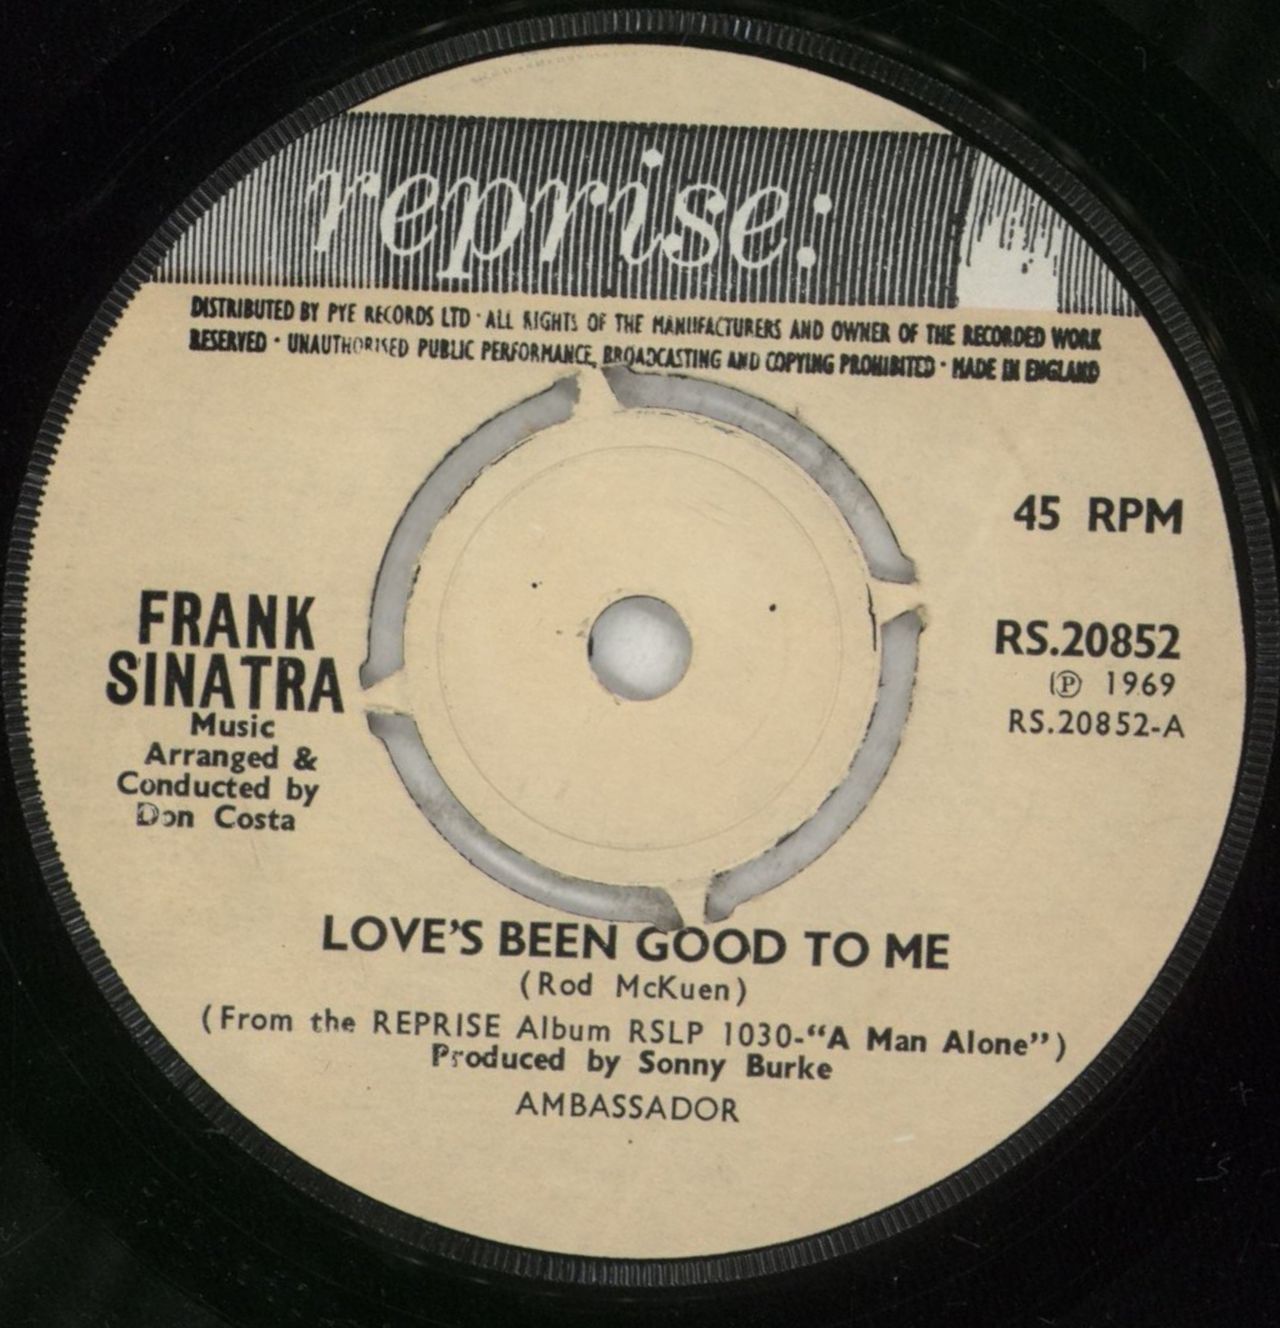 reprise:
DISTRIBUTED BY PYE RECORDS LTD · ALL RIGHTS OF THE MANUFACTURERS AND OWNER OF THE RECORDED WORK
RESERVED · UNAUTHORISED PUBLIC PERFORMANCE, BROADCASTING AND COPYING PROHIBITED · MADE IN ENGLAND
45 RPM
FRANK
SINATRA
Music
Arranged &
Conducted by
Don Costa
RS.20852
℗ 1969
RS.20852-A
LOVE'S BEEN GOOD TO ME
(Rod McKuen)
(From the REPRISE Album RSLP 1030-“A Man Alone”)
Produced by Sonny Burke
AMBASSADOR